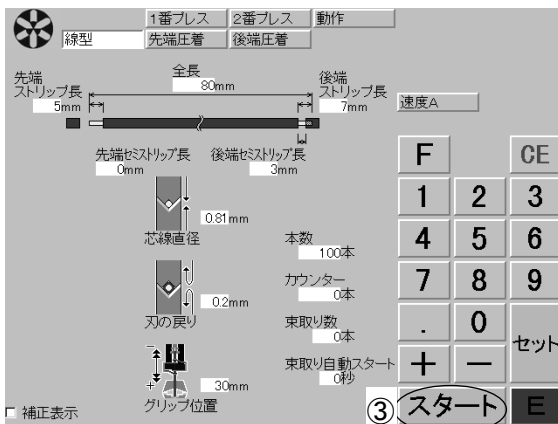 1番プレス 2番プレス 動作
線型 先端圧着 後端圧着
先端
ストリップ長
5mm
全長
80mm
後端
ストリップ長
7mm
速度A
先端セミストリップ長
0mm
後端セミストリップ長
3mm
0.81mm
芯線直径
0.2mm
刃の戻り
30mm
グリップ位置
本数
100本
カウンター
0本
束取り数
0本
束取り自動スタート
0秒
F CE
1 2 3
4 5 6
7 8 9
. 0 セット
+ −
③ スタート E
補正表示